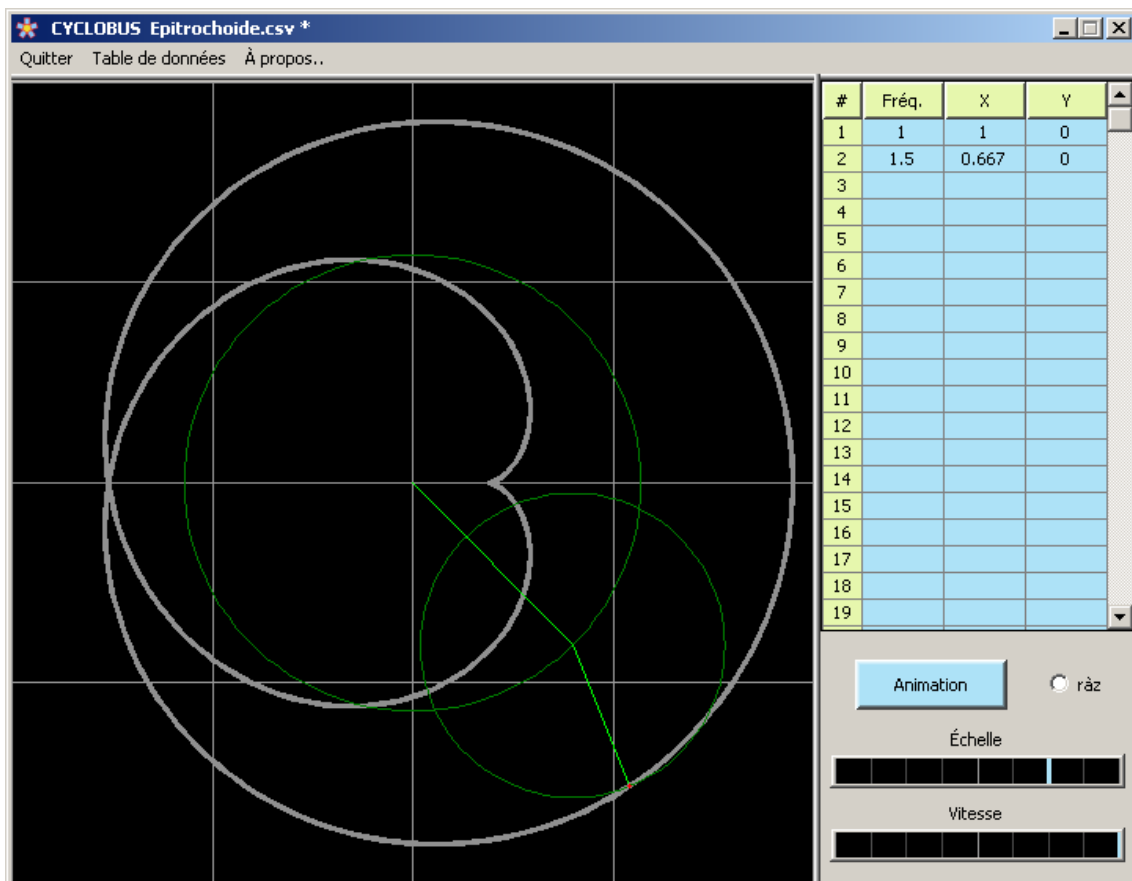 CYCLOBUS Epitrochoide.csv *
Quitter Table de données À propos..
# Fréq. X Y
1 1 1 0
2 1.5 0.667 0
3
4
5
6
7
8
9
10
11
12
13
14
15
16
17
18
19
Animation ràz
Échelle
Vitesse